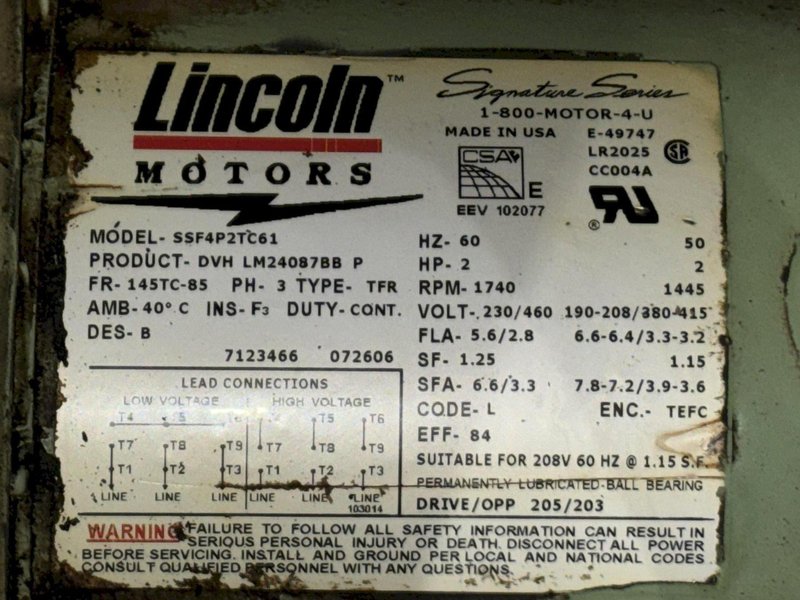 Lincoln™
MOTORS
Signature Series
1-800-MOTOR-4-U
MADE IN USA E-49747
LR2025 SA
CC004A
CSA
E
EEV 102077
® RU
MODEL- SSF4P2TC61
PRODUCT- DVH LM24087BB P
FR- 145TC-85 PH- 3 TYPE- TFR
AMB- 40° C INS- F3 DUTY- CONT.
DES- B
7123466 072606
HZ- 60 50
HP- 2 2
RPM- 1740 1445
VOLT- 230/460 190-208/380-415
FLA- 5.6/2.8 6.6-6.4/3.3-3.2
SF- 1.25 1.15
SFA- 6.6/3.3 7.8-7.2/3.9-3.6
CODE- L ENC.- TEFC
EFF- 84
SUITABLE FOR 208V 60 HZ @ 1.15 S.F.
PERMANENTLY LUBRICATED BALL BEARING
DRIVE/OPP 205/203
LEAD CONNECTIONS
LOW VOLTAGE HIGH VOLTAGE
T4 T5 T6 T4 T5 T6
T7 T8 T9 T7 T8 T9
T1 T2 T3 T1 T2 T3
LINE LINE LINE LINE LINE LINE
103014
WARNING FAILURE TO FOLLOW ALL SAFETY INFORMATION CAN RESULT IN
SERIOUS PERSONAL INJURY OR DEATH. DISCONNECT ALL POWER
BEFORE SERVICING. INSTALL AND GROUND PER LOCAL AND NATIONAL CODES
CONSULT QUALIFIED PERSONNEL WITH ANY QUESTIONS.